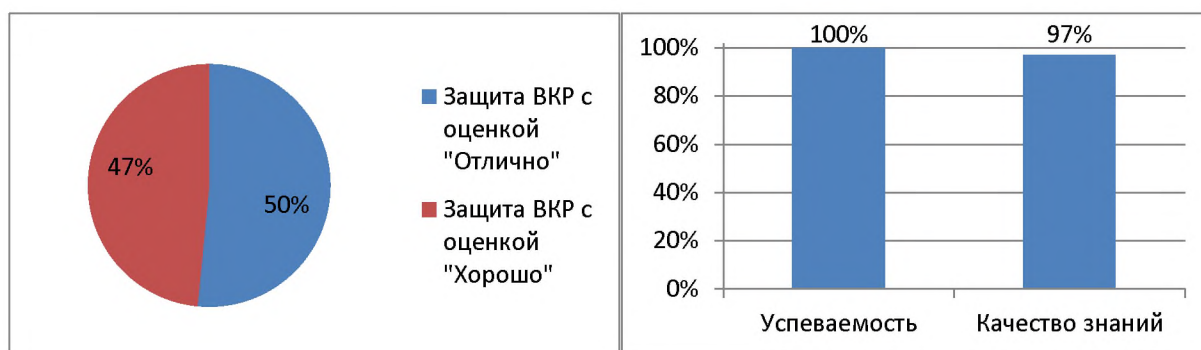 47%
50%
Защита ВКР с
оценкой
"Отлично"
Защита ВКР с
оценкой
"Хорошо"
100%
97%
100%
80%
60%
40%
20%
0%
Успеваемость
Качество знаний